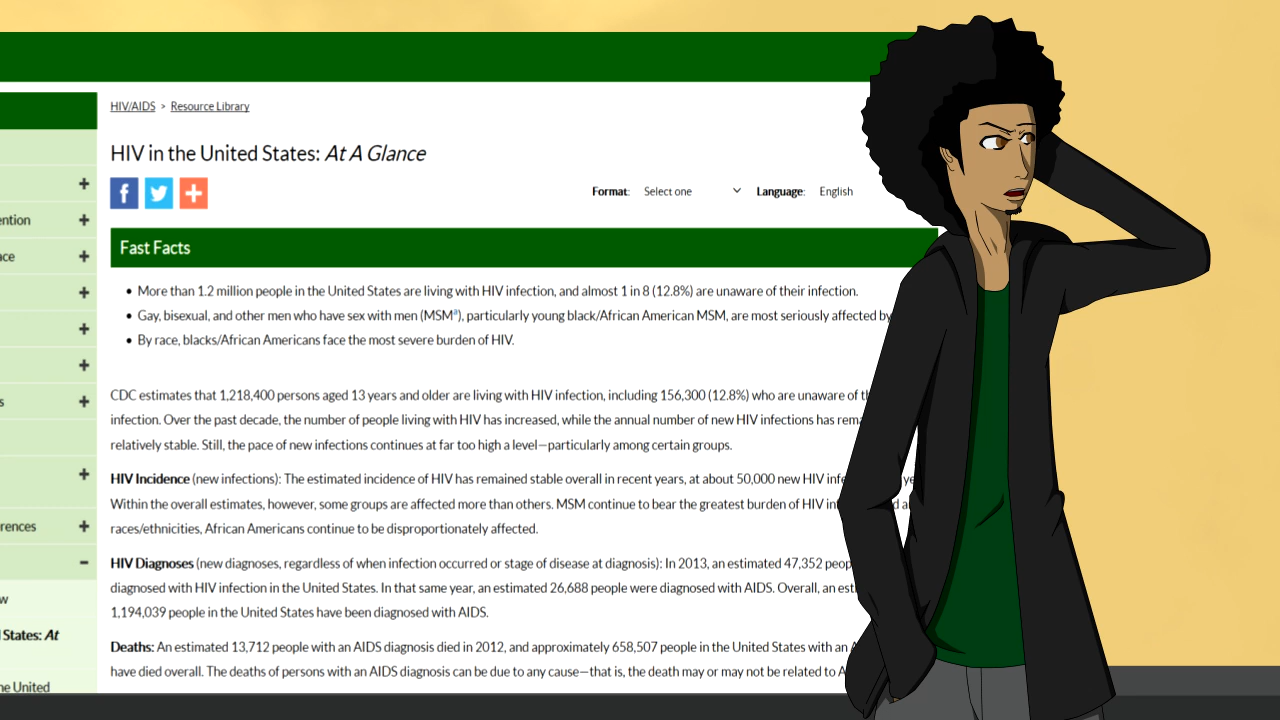 HIV/AIDS > Resource Library
HIV in the United States: At A Glance
Format: Select one Language: English
Fast Facts
ention
ace
s
rences
w
States: At
he United
• More than 1.2 million people in the United States are living with HIV infection, and almost 1 in 8 (12.8%) are unaware of their infection.
• Gay, bisexual, and other men who have sex with men (MSMa), particularly young black/African American MSM, are most seriously affected by
• By race, blacks/African Americans face the most severe burden of HIV.
CDC estimates that 1,218,400 persons aged 13 years and older are living with HIV infection, including 156,300 (12.8%) who are unaware of
infection. Over the past decade, the number of people living with HIV has increased, while the annual number of new HIV infections has
relatively stable. Still, the pace of new infections continues at far too high a level—particularly among certain groups.
HIV Incidence (new infections): The estimated incidence of HIV has remained stable overall in recent years, at about 50,000 new HIV
Within the overall estimates, however, some groups are affected more than others. MSM continue to bear the greatest burden of HIV
races/ethnicities, African Americans continue to be disproportionately affected.
HIV Diagnoses (new diagnoses, regardless of when infection occurred or stage of disease at diagnosis): In 2013, an estimated 47,352
diagnosed with HIV infection in the United States. In that same year, an estimated 26,688 people were diagnosed with AIDS. Overall, an
1,194,039 people in the United States have been diagnosed with AIDS.
Deaths: An estimated 13,712 people with an AIDS diagnosis died in 2012, and approximately 658,507 people in the United States with an
have died overall. The deaths of persons with an AIDS diagnosis can be due to any cause—that is, the death may or may not be related to